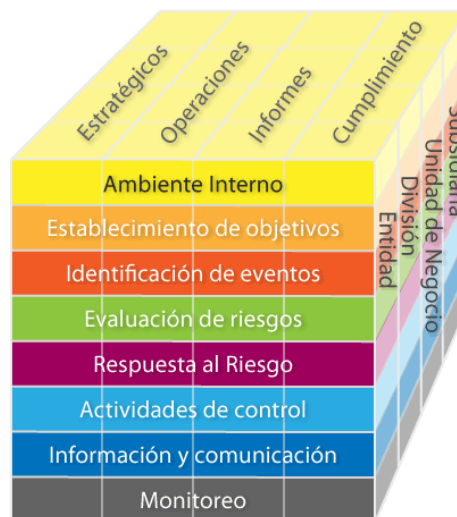 Estratégicos
Operaciones
Informes
Cumplimiento
Ambiente Interno
Establecimiento de objetivos
Identificación de eventos
Evaluación de riesgos
Respuesta al Riesgo
Actividades de control
Información y comunicación
Monitoreo
Entidad
División
Unidad de Negocio
Subsidiaria